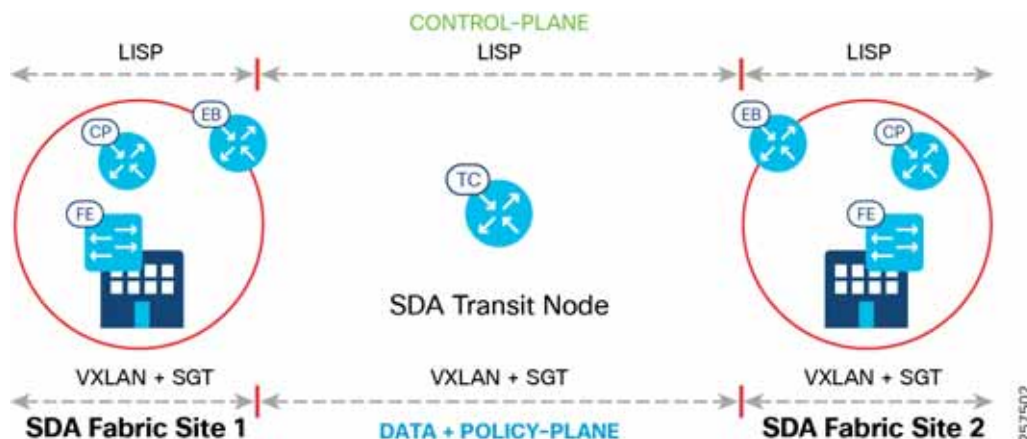 CONTROL-PLANE
LISP
LISP
LISP
EB
EB
CP
CP
TC
FE
FE
SDA Transit Node
VXLAN + SGT
VXLAN + SGT
VXLAN + SGT
SDA Fabric Site 1
DATA + POLICY-PLANE
SDA Fabric Site 2